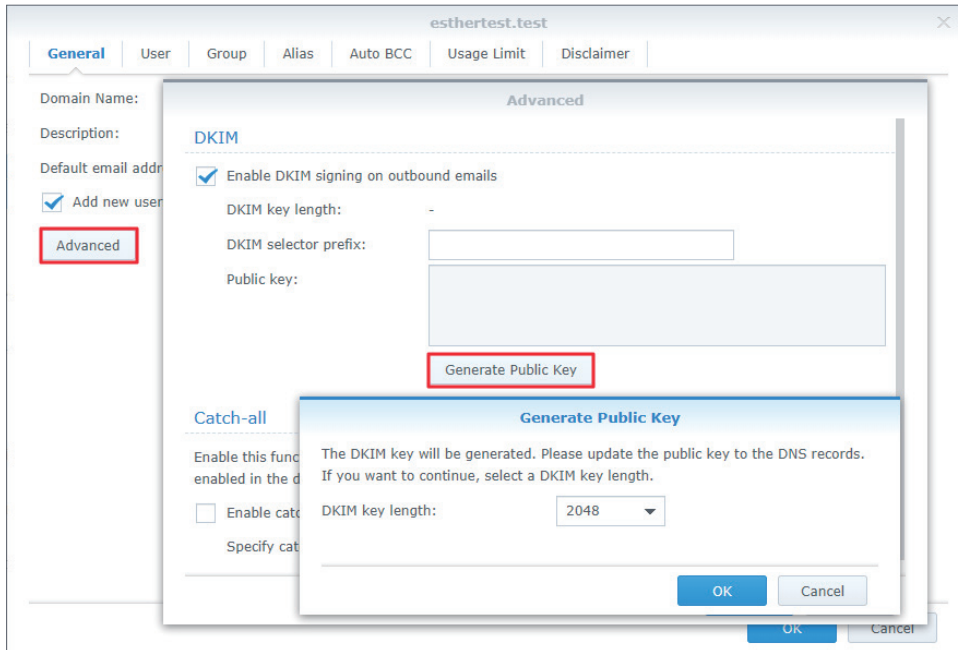 esthertest.test
General User Group Alias Auto BCC Usage Limit Disclaimer
Domain Name:
Advanced
Description:
DKIM
Default email addr
Enable DKIM signing on outbound emails
Add new user
DKIM key length: -
Advanced
DKIM selector prefix:
Public key:
Generate Public Key
Catch-all
Generate Public Key
Enable this func
The DKIM key will be generated. Please update the public key to the DNS records.
enabled in the d
If you want to continue, select a DKIM key length.
Enable catc
DKIM key length: 2048
Specify cat
OK Cancel
OK Cancel